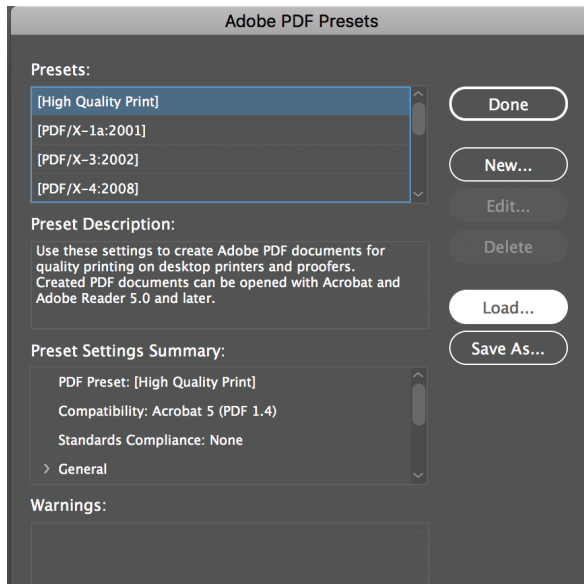 Adobe PDF Presets
Presets:
[High Quality Print]
[PDF/X-1a:2001]
[PDF/X-3:2002]
[PDF/X-4:2008]
Done
New...
Edit...
Delete
Load...
Save As...
Preset Description:
Use these settings to create Adobe PDF documents for
quality printing on desktop printers and proofers.
Created PDF documents can be opened with Acrobat and
Adobe Reader 5.0 and later.
Preset Settings Summary:
PDF Preset: [High Quality Print]
Compatibility: Acrobat 5 (PDF 1.4)
Standards Compliance: None
General
Warnings: